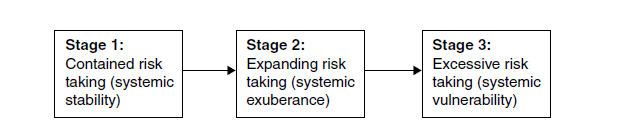 Stage 1:
Contained risk
taking (systemic
stability)
Stage 2:
Expanding risk
taking (systemic
exuberance)
Stage 3:
Excessive risk
taking (systemic
vulnerability)